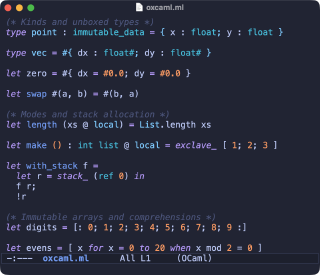 oxcaml.ml
(* Kinds and unboxed types *)
type point : immutable_data = { x : float; y : float }
type vec = #{ dx : float#; dy : float# }
let zero = #{ dx = #0.0; dy = #0.0 }
let swap #(a, b) = #(b, a)
(* Modes and stack allocation *)
let length (xs @ local) = List.length xs
let make () : int list @ local = exclave_ [ 1; 2; 3 ]
let with_stack f =
let r = stack_ (ref 0) in
f r;
!r
(* Immutable arrays and comprehensions *)
let digits = [: 0; 1; 2; 3; 4; 5; 6; 7; 8; 9 :]
let evens = [ x for x = 0 to 20 when x mod 2 = 0 ]
-:--- oxcaml.ml All L1 (OCaml)